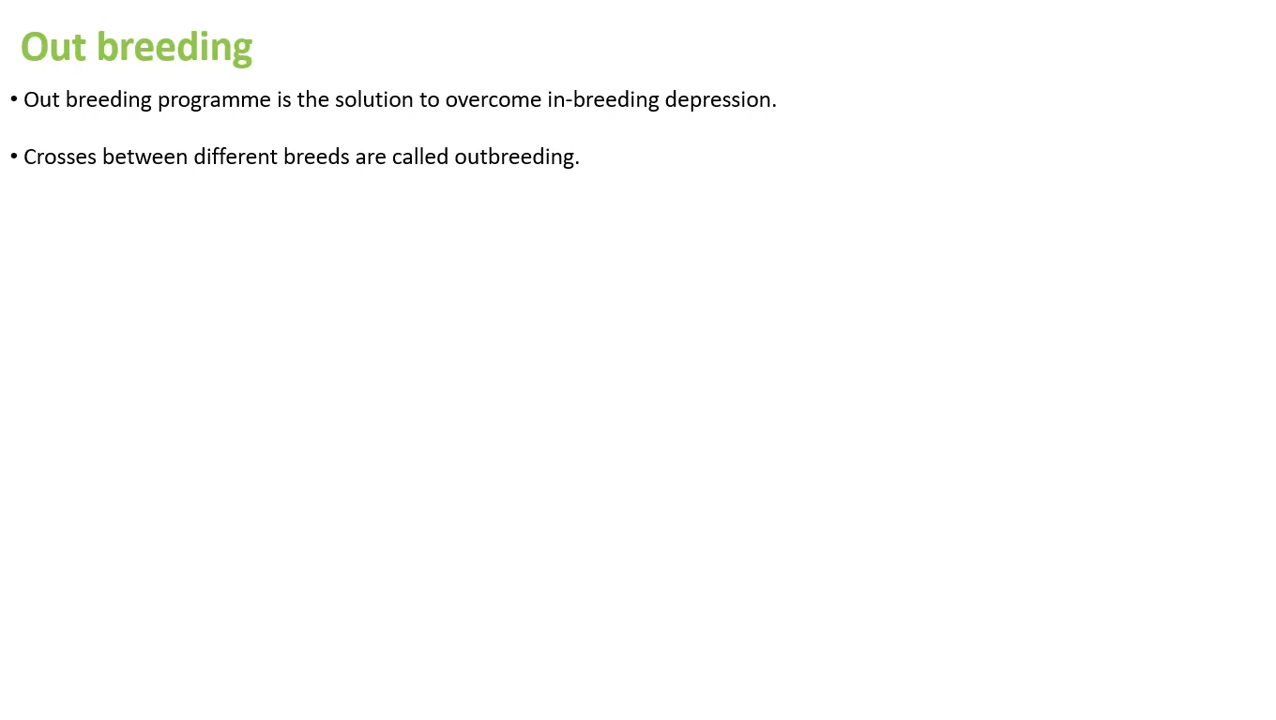 Out breeding
• Out breeding programme is the solution to overcome in-breeding depression.
• Crosses between different breeds are called outbreeding.